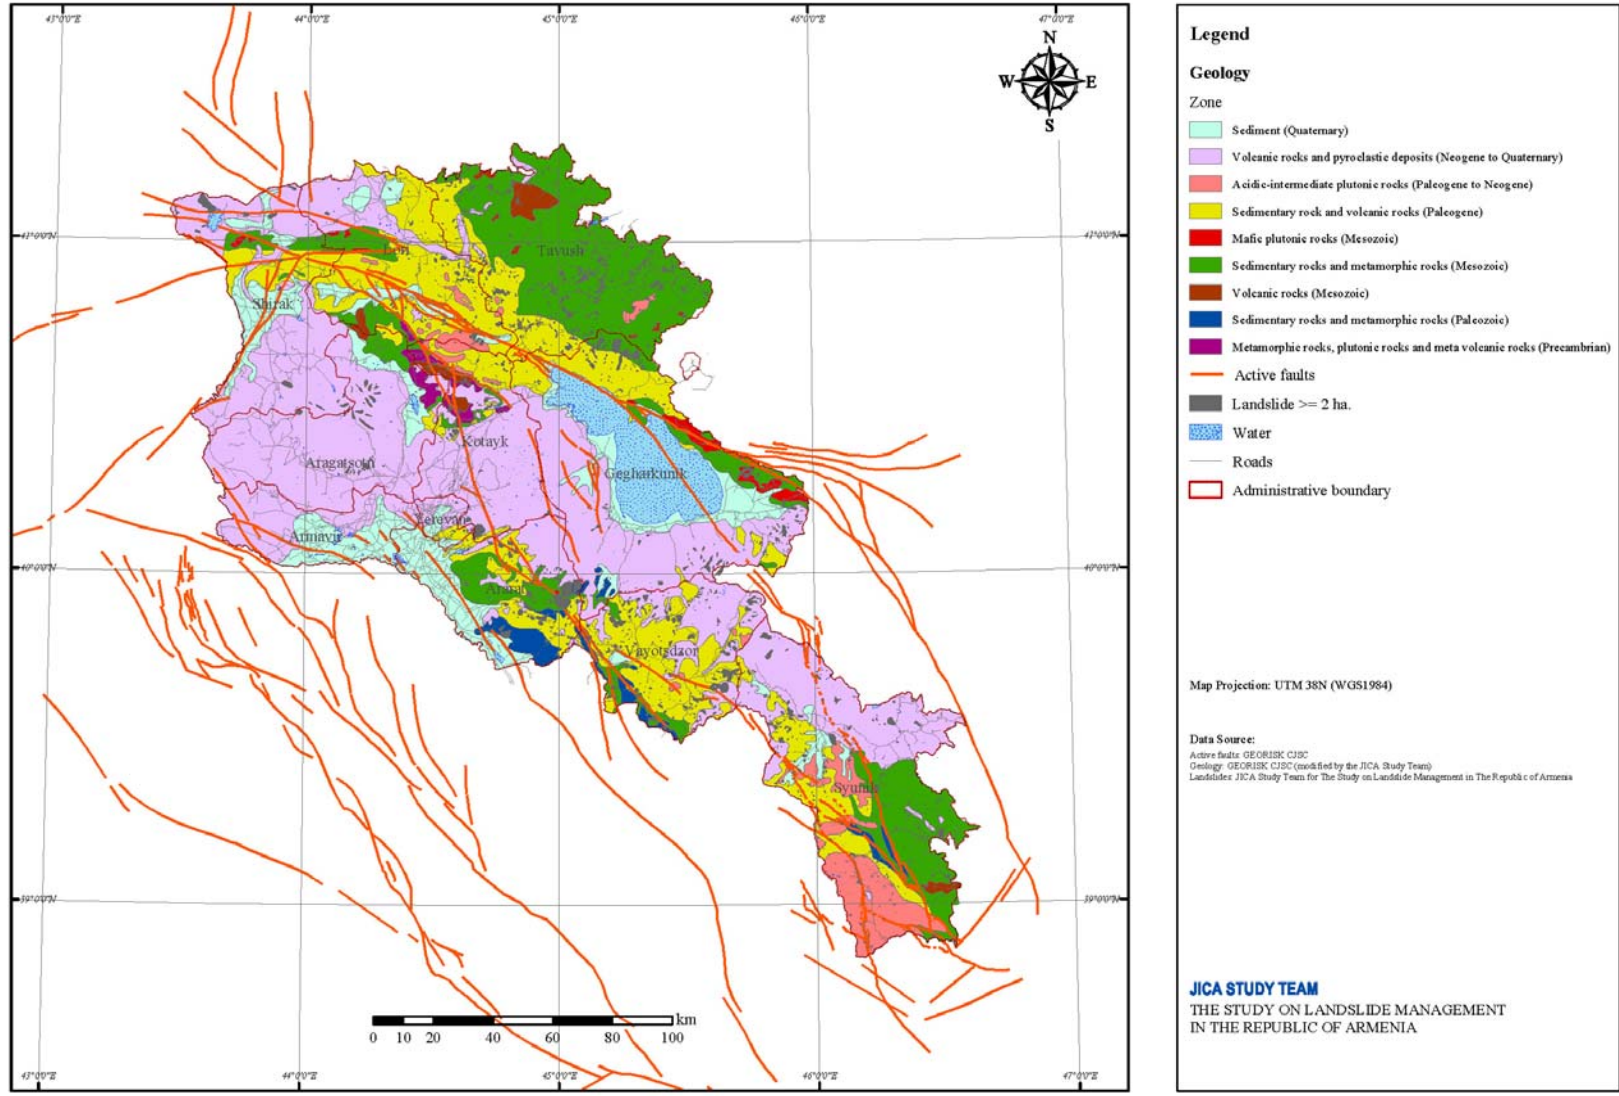 43°0'0"E 44°0'0"E 45°0'0"E 46°0'0"E 47°0'0"E
N
W E
S
41°0'0"N 41°0'0"N
Lori
Tavush
Shirak
Kotayk
Aragatsotn
Gegharkunik
Yerevan
Armavir
40°0'0"N 40°0'0"N
Ararat
Vayotsdzor
Syunik
39°0'0"N 39°0'0"N
km
0 10 20 40 60 80 100
43°0'0"E 44°0'0"E 45°0'0"E 46°0'0"E 47°0'0"E
Legend
Geology
Zone
Sediment (Quaternary)
Volcanic rocks and pyroclastic deposits (Neogene to Quaternary)
Acidic-intermediate plutonic rocks (Paleogene to Neogene)
Sedimentary rock and volcanic rocks (Paleogene)
Mafic plutonic rocks (Mesozoic)
Sedimentary rocks and metamorphic rocks (Mesozoic)
Volcanic rocks (Mesozoic)
Sedimentary rocks and metamorphic rocks (Paleozoic)
Metamorphic rocks, plutonic rocks and meta volcanic rocks (Precambrian)
Active faults
Landslide >= 2 ha.
Water
Roads
Administrative boundary
Map Projection: UTM 38N (WGS1984)
Data Source:
Active faults: GEORISK CJSC
Geology: GEORISK CJSC (modified by the JICA Study Team)
Landslides: JICA Study Team for The Study on Landslide Management in The Republic of Armenia
JICA STUDY TEAM
THE STUDY ON LANDSLIDE MANAGEMENT
IN THE REPUBLIC OF ARMENIA